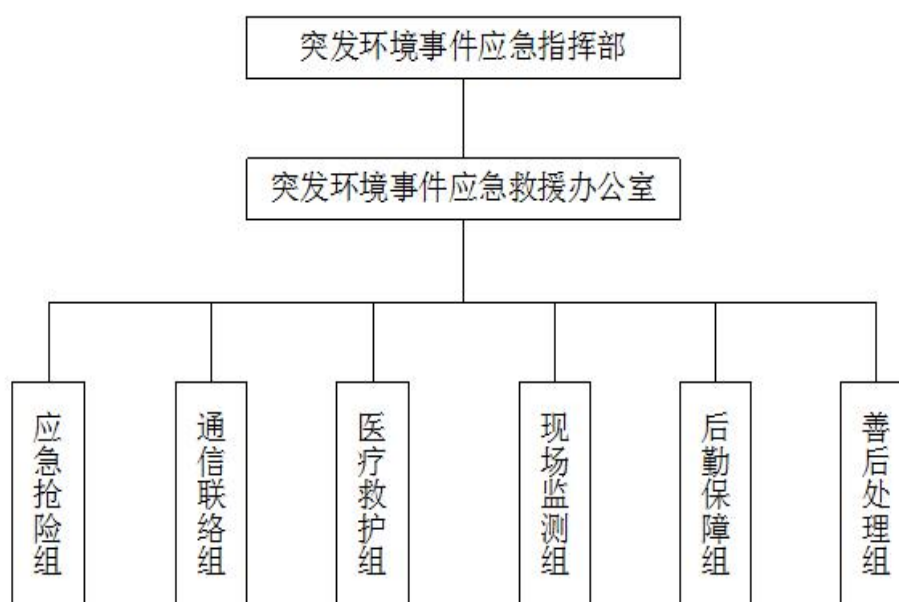 突发环境事件应急指挥部
突发环境事件应急救援办公室
应急抢险组
通信联络组
医疗救护组
现场监测组
后勤保障组
善后处理组